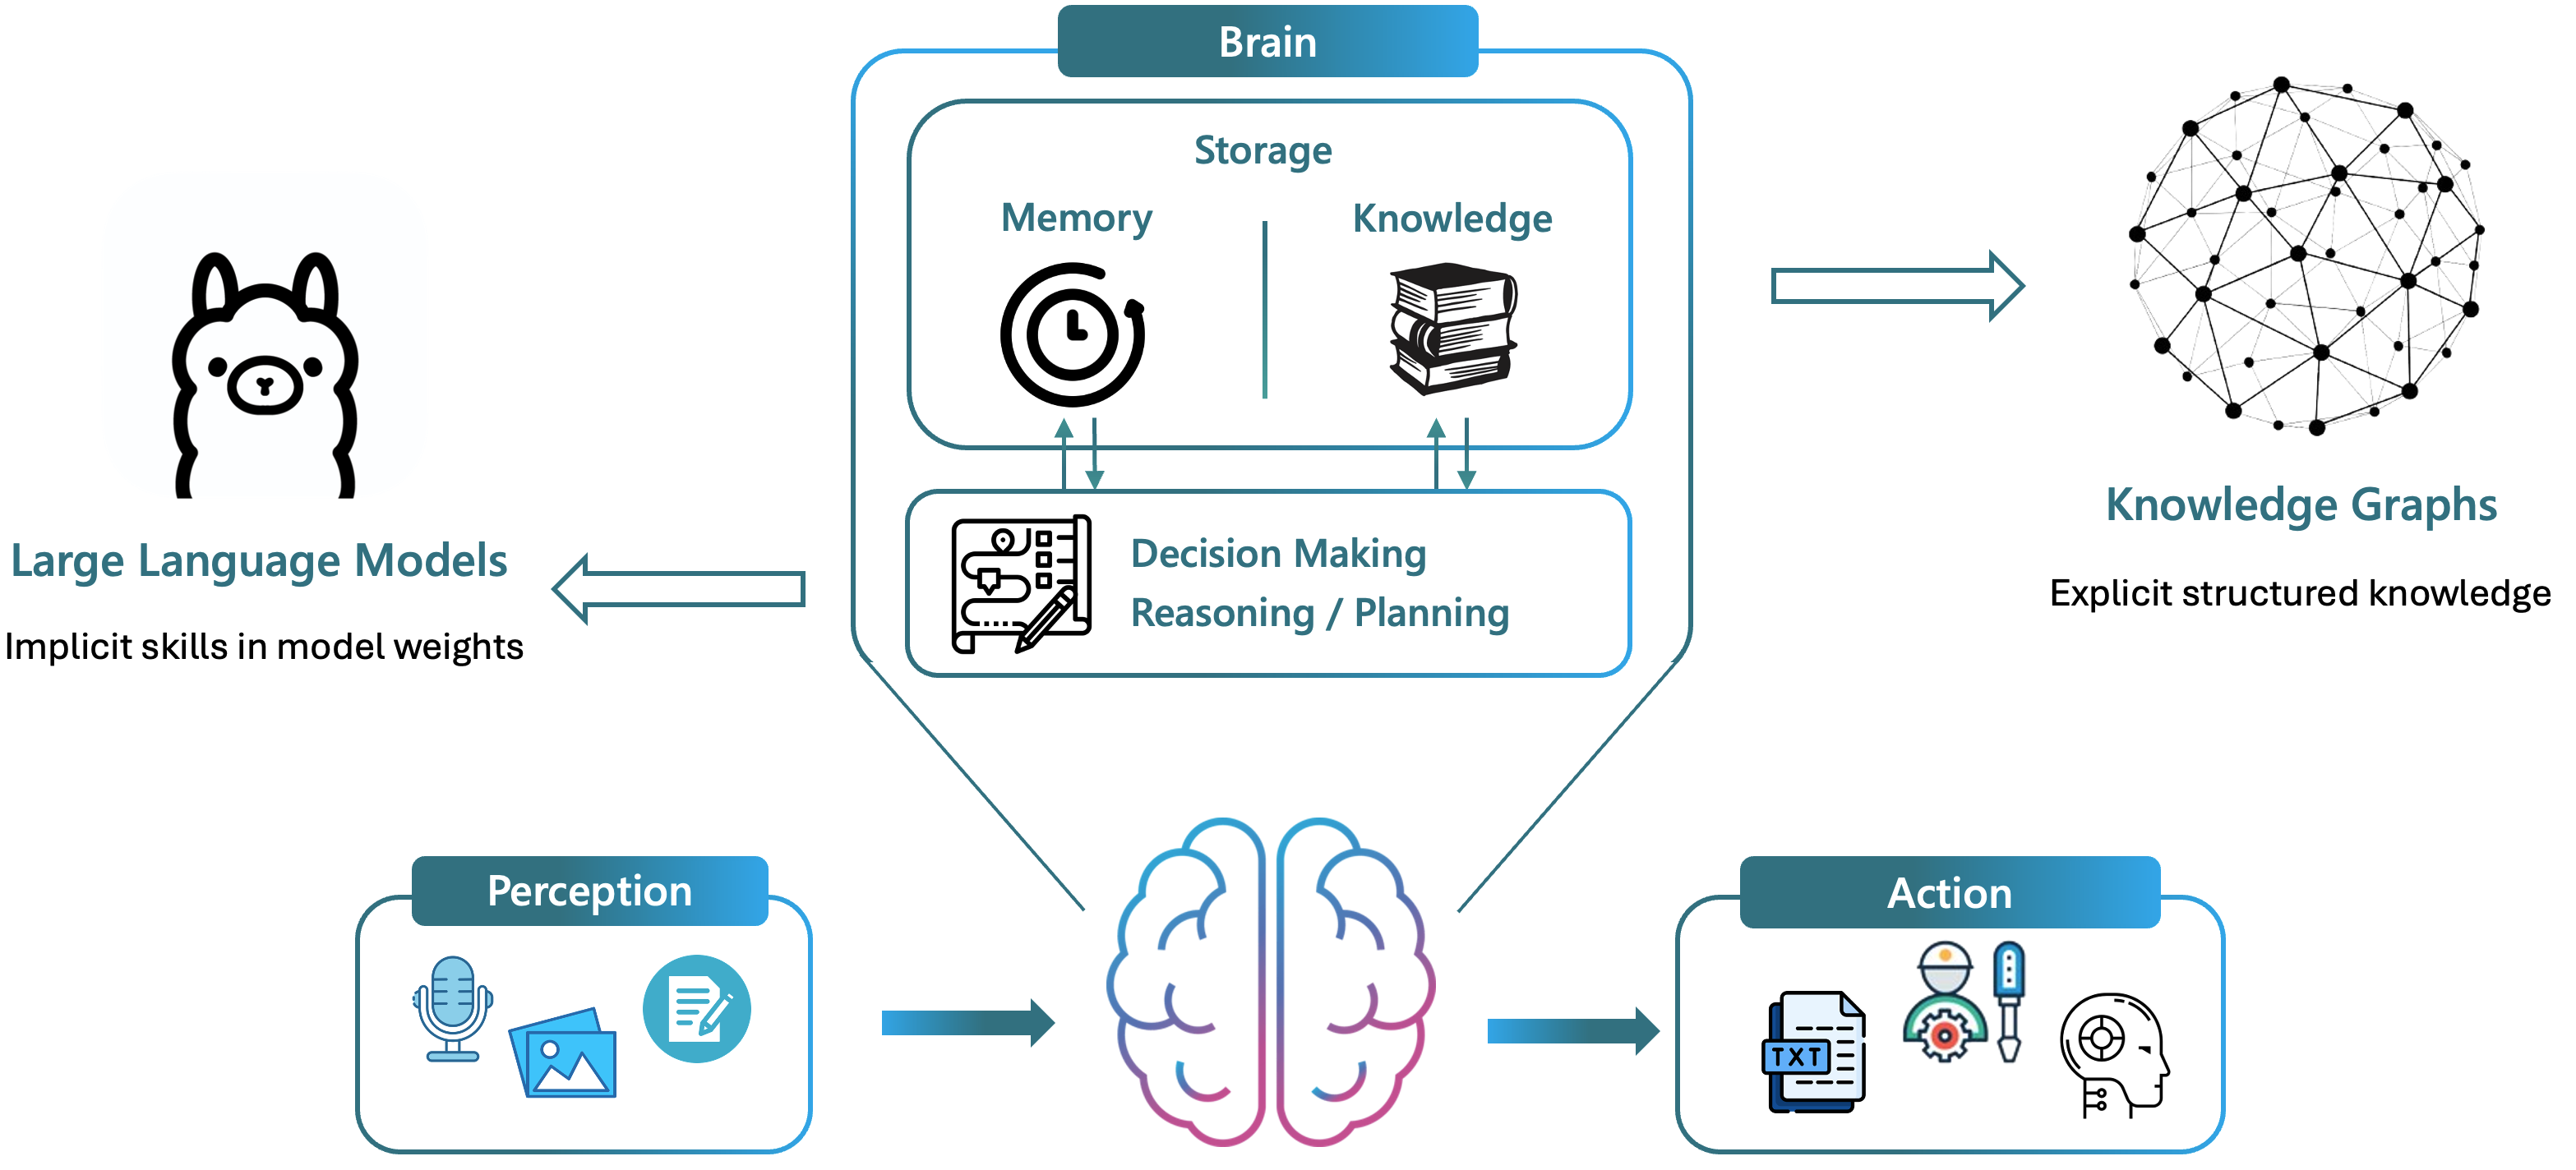 Brain
Storage
Memory
Knowledge
Decision Making
Reasoning / Planning
Large Language Models
Implicit skills in model weights
Knowledge Graphs
Explicit structured knowledge
Perception
Action
TXT